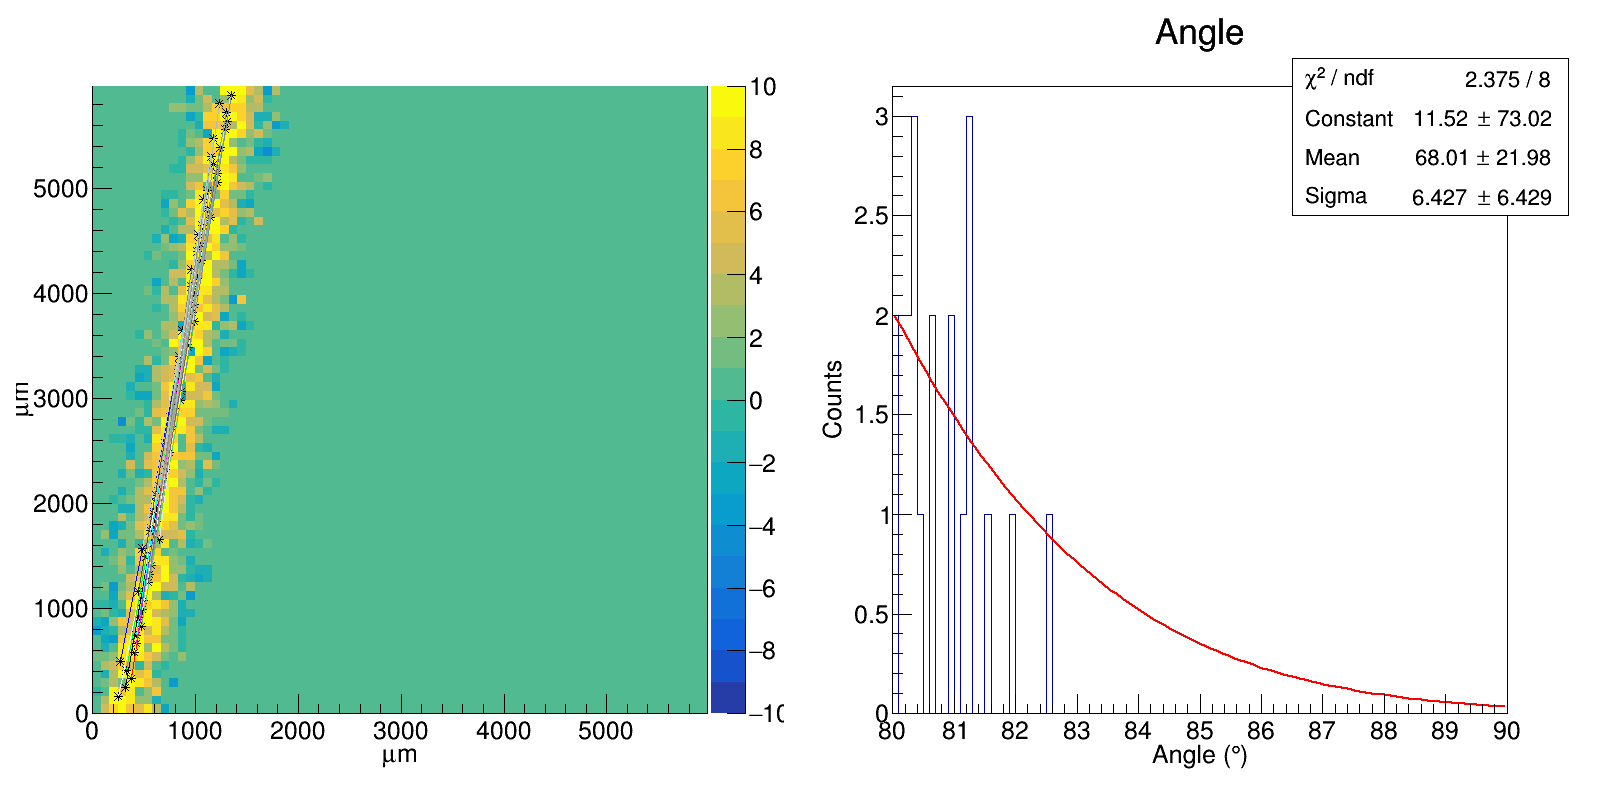 Angle
χ² / ndf 2.375 / 8
Constant 11.52 ± 73.02
Mean 68.01 ± 21.98
Sigma 6.427 ± 6.429
10
8
6
4
2
0
−2
−4
−6
−8
−10
5000
4000
3000
2000
1000
0
μm
0 1000 2000 3000 4000 5000
μm
3
2.5
2
1.5
1
0.5
0
Counts
80 81 82 83 84 85 86 87 88 89 90
Angle (°)